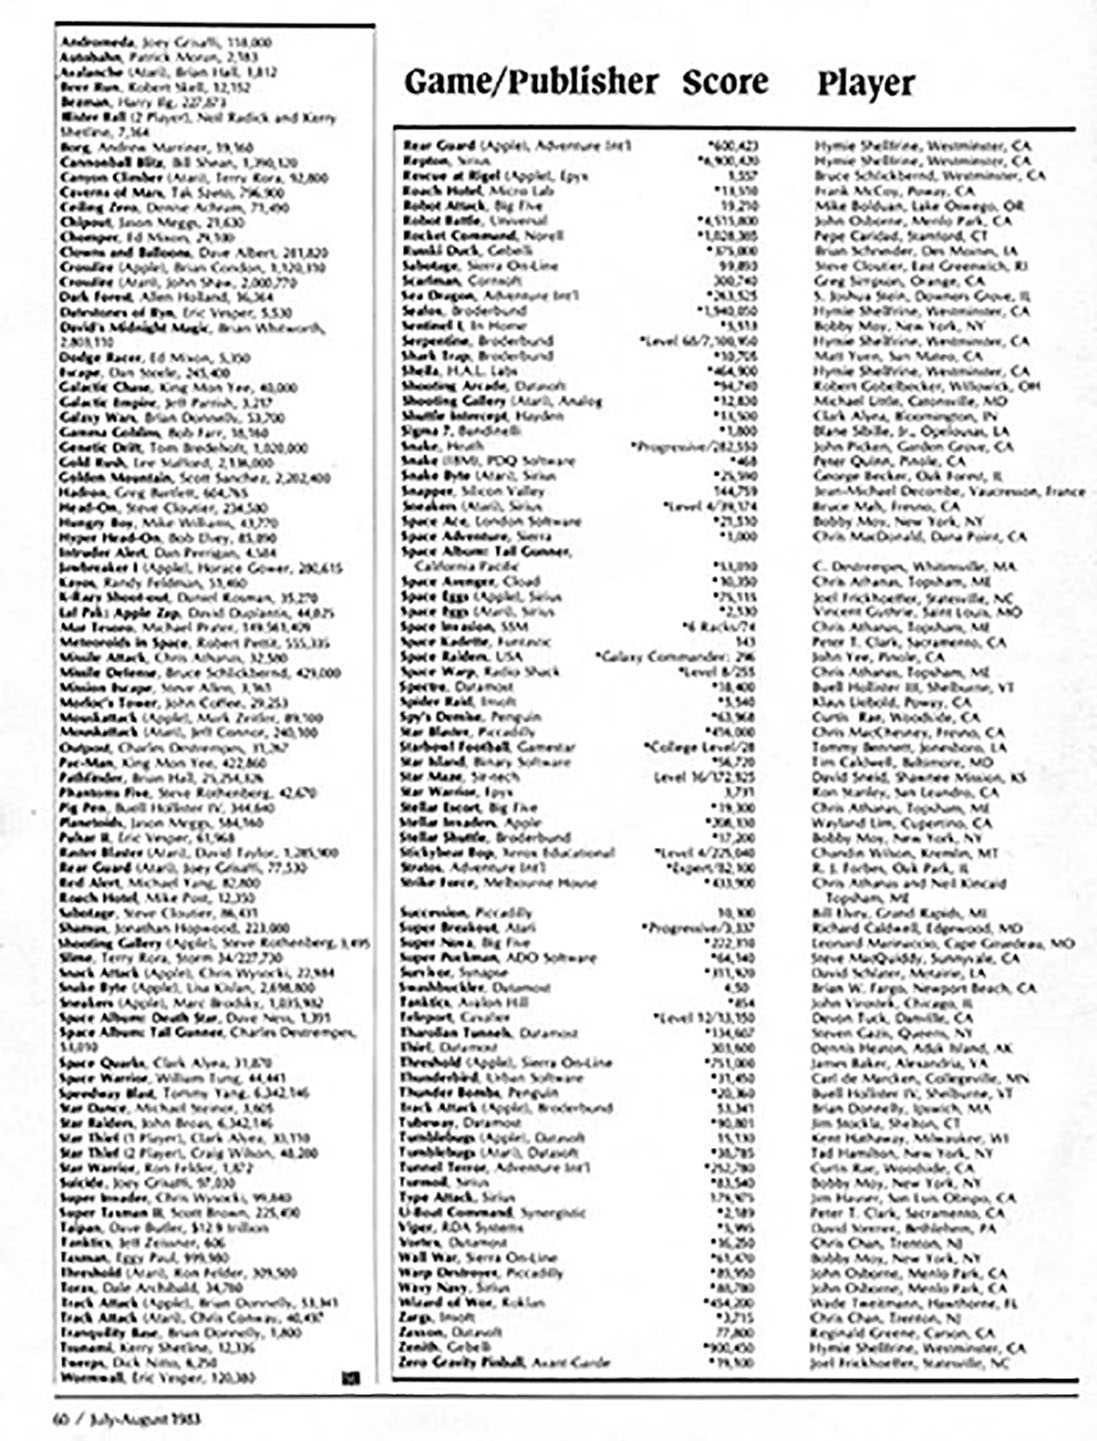 Andromeda, Joey Grisaffi, 118,000
Autobahn, Patrick Moran, 2,183
Avalanche (Atari), Brian Hall, 1,812
Beer Run, Robert Skell, 12,152
Bezman, Harry Ilg, 227,873
Blister Ball (2 Player), Neil Radick and Kerry
Shetline, 7,164
Borg, Andrew Marriner, 19,160
Cannonball Blitz, Bill Shean, 1,390,120
Canyon Climber (Atari), Terry Rora, 92,800
Caverns of Mars, Tak Speto, 796,900
Ceiling Zero, Denise Achram, 71,490
Chipout, Jason Meggs, 21,630
Chomper, Ed Mixon, 29,100
Clowns and Balloons, Dave Albert, 281,820
Crossfire (Apple), Brian Condon, 1,120,310
Crossfire (Atari), John Shaw, 2,000,770
Dark Forest, Allen Holland, 36,364
Datestones of Ryn, Eric Vesper, 5,530
David's Midnight Magic, Brian Whitworth,
2,803,110
Dodge Racer, Ed Mixon, 5,350
Escape, Dan Steele, 245,400
Galactic Chase, King Mon Yee, 40,000
Galactic Empire, Jeff Parrish, 3,217
Galaxy Wars, Brian Donnelly, 53,700
Gamma Goblins, Bob Farr, 38,160
Genetic Drift, Tom Bredehoft, 1,020,000
Gold Rush, Lee Stafford, 2,136,000
Golden Mountain, Scott Sanchez, 2,202,400
Hadron, Greg Bartlett, 604,765
Head-On, Steve Cloutier, 234,580
Hungry Boy, Mike Williams, 43,770
Hyper Head-On, Bob Elvey, 85,890
Intruder Alert, Dan Perrigan, 4,584
Jawbreaker I (Apple), Horace Gower, 280,615
Kayos, Randy Feldman, 53,460
K-Razy Shoot-out, Daniel Rosman, 35,270
Laf Pak: Apple Zap, David Duplantis, 44,025
Mar Tesoro, Michael Prater, 149,561,409
Meteoroids in Space, Robert Pettit, 555,335
Missile Attack, Chris Athanas, 32,580
Missile Defense, Bruce Schlickbernd, 429,000
Mission Escape, Steve Allen, 3,365
Morloc's Tower, John Coffee, 29,253
Mouskattack (Apple), Mark Zeitler, 89,100
Mouskattack (Atari), Jeff Connor, 240,100
Outpost, Charles Destrempes, 31,267
Pac-Man, King Mon Yee, 422,860
Pathfinder, Brian Hall, 25,254,326
Phantoms Five, Steve Rothenberg, 42,670
Pig Pen, Buell Hollister IV, 344,640
Planetoids, Jason Meggs, 584,560
Pulsar II, Eric Vesper, 61,968
Raster Blaster (Atari), David Taylor, 1,285,900
Rear Guard (Atari), Joey Grisaffi, 77,530
Red Alert, Michael Yang, 82,800
Roach Hotel, Mike Post, 12,350
Sabotage, Steve Cloutier, 86,431
Shamus, Jonathan Hopwood, 223,000
Shooting Gallery (Apple), Steve Rothenberg, 3,495
Slime, Terry Rora, Storm 34/227,730
Snack Attack (Apple), Chris Wysocki, 22,984
Snake Byte (Apple), Lisa Kislan, 2,698,800
Sneakers (Apple), Marc Brodsky, 1,035,982
Space Album: Death Star, Dave Ness, 1,391
Space Album: Tail Gunner, Charles Destrempes,
53,010
Space Quarks, Clark Alyea, 31,870
Space Warrior, William Tung, 44,441
Speedway Blast, Tommy Yang, 6,342,146
Star Dance, Michael Steiner, 3,605
Star Raiders, John Broas, 6,342,146
Star Thief (1 Player), Clark Alyea, 33,110
Star Thief (2 Player), Craig Wilson, 48,200
Star Warrior, Ron Felder, 1,872
Suicide, Joey Grisaffi, 97,030
Super Invader, Chris Wysocki, 99,840
Super Taxman II, Scott Brown, 225,490
Taipan, Dave Butler, $12.9 trillion
Tanktics, Jeff Zeissner, 606
Taxman, Eggy Paul, 999,980
Threshold (Atari), Ron Felder, 309,500
Torax, Dale Archibald, 34,780
Track Attack (Apple), Brian Donnelly, 53,341
Track Attack (Atari), Chris Conway, 40,437
Tranquility Base, Brian Donnelly, 1,800
Tsunami, Kerry Shetline, 12,336
Twerps, Dick Nitto, 6,250
Wormwall, Eric Vesper, 120,380
Game/Publisher Score Player
Rear Guard (Apple), Adventure Int'l *600,423 Hymie Shellfrine, Westminster, CA
Repton, Sirius *6,900,420 Hymie Shellfrine, Westminster, CA
Rescue at Rigel (Apple), Epyx 1,557 Bruce Schlickbernd, Westminster, CA
Roach Hotel, Micro Lab *13,510 Frank McCoy, Poway, CA
Robot Attack, Big Five 19,210 Mike Bolduan, Lake Oswego, OR
Robot Battle, Universal *4,515,800 John Osborne, Menlo Park, CA
Rocket Command, Norell *1,028,385 Pepe Caridad, Stamford, CT
Russki Duck, Gebelli *375,000 Brian Schneider, Des Moines, IA
Sabotage, Sierra On-Line 99,893 Steve Cloutier, East Greenwich, RI
Scarfman, Cornsoft 300,740 Greg Simpson, Orange, CA
Sea Dragon, Adventure Int'l *263,525 S. Joshua Stein, Downers Grove, IL
Seafox, Broderbund *1,940,050 Hymie Shellfrine, Westminster, CA
Sentinel I, In Home *5,513 Bobby Moy, New York, NY
Serpentine, Broderbund *Level 68/7,100,950 Hymie Shellfrine, Westminster, CA
Shark Trap, Broderbund *10,705 Matt Yuen, San Mateo, CA
Sheila, H.A.L. Labs *464,900 Hymie Shellfrine, Westminster, CA
Shooting Arcade, Datasoft *94,740 Robert Gobelbecker, Willowick, OH
Shooting Gallery (Atari), Analog *12,830 Michael Little, Catonsville, MD
Shuttle Intercept, Hayden *11,500 Clark Alyea, Bloomington, IN
Sigma 7, Bandinelli *1,800 Blane Sibille, Jr., Opelousas, LA
Snake, Heath *Progressive/282,550 John Picken, Garden Grove, CA
Snake (IBM), PDQ Software *468 Peter Quinn, Pinole, CA
Snake Byte (Atari), Sirius *25,590 George Becker, Oak Forest, IL
Snapper, Silicon Valley 144,759 Jean-Michael Decombe, Vaucresson, France
Sneakers (Atari), Sirius *Level 4/39,174 Bruce Mah, Fresno, CA
Space Ace, London Software *21,510 Bobby Moy, New York, NY
Space Adventure, Sierra *1,000 Chris MacDonald, Dana Point, CA
Space Album: Tail Gunner,
California Pacific *53,010 C. Destrempes, Whitinsville, MA
Space Avenger, Cload *30,350 Chris Athanas, Topsham, ME
Space Eggs (Apple), Sirius *75,115 Joel Frickhoeffer, Statesville, NC
Space Eggs (Atari), Sirius *2,530 Vincent Guthrie, Saint Louis, MO
Space Invasion, SSM *6 Racks/74 Chris Athanas, Topsham, ME
Space Kadette, Funtastic 543 Peter T. Clark, Sacramento, CA
Space Raiders, USA *Galaxy Commander: 296 John Yee, Pinole, CA
Space Warp, Radio Shack *Level 8/255 Chris Athanas, Topsham, ME
Spectre, Datamost *18,400 Buell Hollister III, Shelburne, VT
Spider Raid, Insoft *5,540 Klaus Liebold, Poway, CA
Spy's Demise, Penguin *63,968 Curtis Rae, Woodside, CA
Star Blaster, Piccadilly *456,000 Chris MacChesney, Fresno, CA
Starbowl Football, Gamestar *College Level/28 Tommy Bennett, Jonesboro, LA
Star Island, Binary Software *56,720 Tim Caldwell, Baltimore, MD
Star Maze, Sir-tech Level 16/172,925 David Sneid, Shawnee Mission, KS
Star Warrior, Epyx 3,731 Ron Stanley, San Leandro, CA
Stellar Escort, Big Five *19,300 Chris Athanas, Topsham, ME
Stellar Invaders, Apple *208,330 Wayland Lim, Cupertino, CA
Stellar Shuttle, Broderbund *17,200 Bobby Moy, New York, NY
Stickybear Bop, Xerox Educational *Level 4/225,040 Chandin Wilson, Kremlin, MT
Stratos, Adventure Int'l *Expert/82,100 R. J. Forbes, Oak Park, IL
Strike Force, Melbourne House *433,900 Chris Athanas and Neil Kincaid
Topsham, ME
Succession, Piccadilly 10,300 Bill Elvey, Grand Rapids, MI
Super Breakout, Atari *Progressive/3,337 Richard Caldwell, Edgewood, MD
Super Nova, Big Five *222,310 Leonard Marinuccio, Cape Girardeau, MO
Super Puckman, ADO Software *64,140 Steve MacQuiddy, Sunnyvale, CA
Survivor, Synapse *311,920 David Schlater, Metairie, LA
Swashbuckler, Datamost 4,50 Brian W. Fargo, Newport Beach, CA
Tanktics, Avalon Hill *854 John Virostek, Chicago, IL
Teleport, Cavalier *Level 12/13,150 Devon Tuck, Danville, CA
Tharolian Tunnels, Datamost *134,607 Steven Gazis, Queens, NY
Thief, Datamost 301,600 Dennis Heaton, Adak Island, AK
Threshold (Apple), Sierra On-Line *751,000 James Baker, Alexandria, VA
Thunderbird, Urban Software *31,450 Carl de Marcken, Collegeville, MN
Thunder Bombs, Penguin *20,360 Buell Hollister IV, Shelburne, VT
Track Attack (Apple), Broderbund 53,341 Brian Donnelly, Ipswich, MA
Tubeway, Datamost *90,801 Jim Stockla, Shelton, CT
Tumblebugs (Apple), Datasoft 15,130 Kent Hathaway, Milwaukee, WI
Tumblebugs (Atari), Datasoft *38,785 Tad Hamilton, New York, NY
Tunnel Terror, Adventure Int'l *252,780 Curtis Rae, Woodside, CA
Turmoil, Sirius *83,540 Bobby Moy, New York, NY
Type Attack, Sirius 179,975 Jim Hauser, San Luis Obispo, CA
U-Boat Command, Synergistic *2,189 Peter T. Clark, Sacramento, CA
Viper, RDA Systems *5,995 David Sterner, Bethlehem, PA
Vortex, Datamost *16,250 Chris Chan, Trenton, NJ
Wall War, Sierra On-Line *61,470 Bobby Moy, New York, NY
Warp Destroyer, Piccadilly *85,950 John Osborne, Menlo Park, CA
Wavy Navy, Sirius *88,780 John Osborne, Menlo Park, CA
Wizard of Wor, Roklan *454,200 Wade Tweitmann, Hawthorne, FL
Zargs, Insoft *3,715 Chris Chan, Trenton, NJ
Zaxxon, Datasoft 77,800 Reginald Greene, Carson, CA
Zenith, Gebelli *900,450 Hymie Shellfrine, Westminster, CA
Zero Gravity Pinball, Avant-Garde *19,100 Joel Frickhoeffer, Statesville, NC
60 / July-August 1983